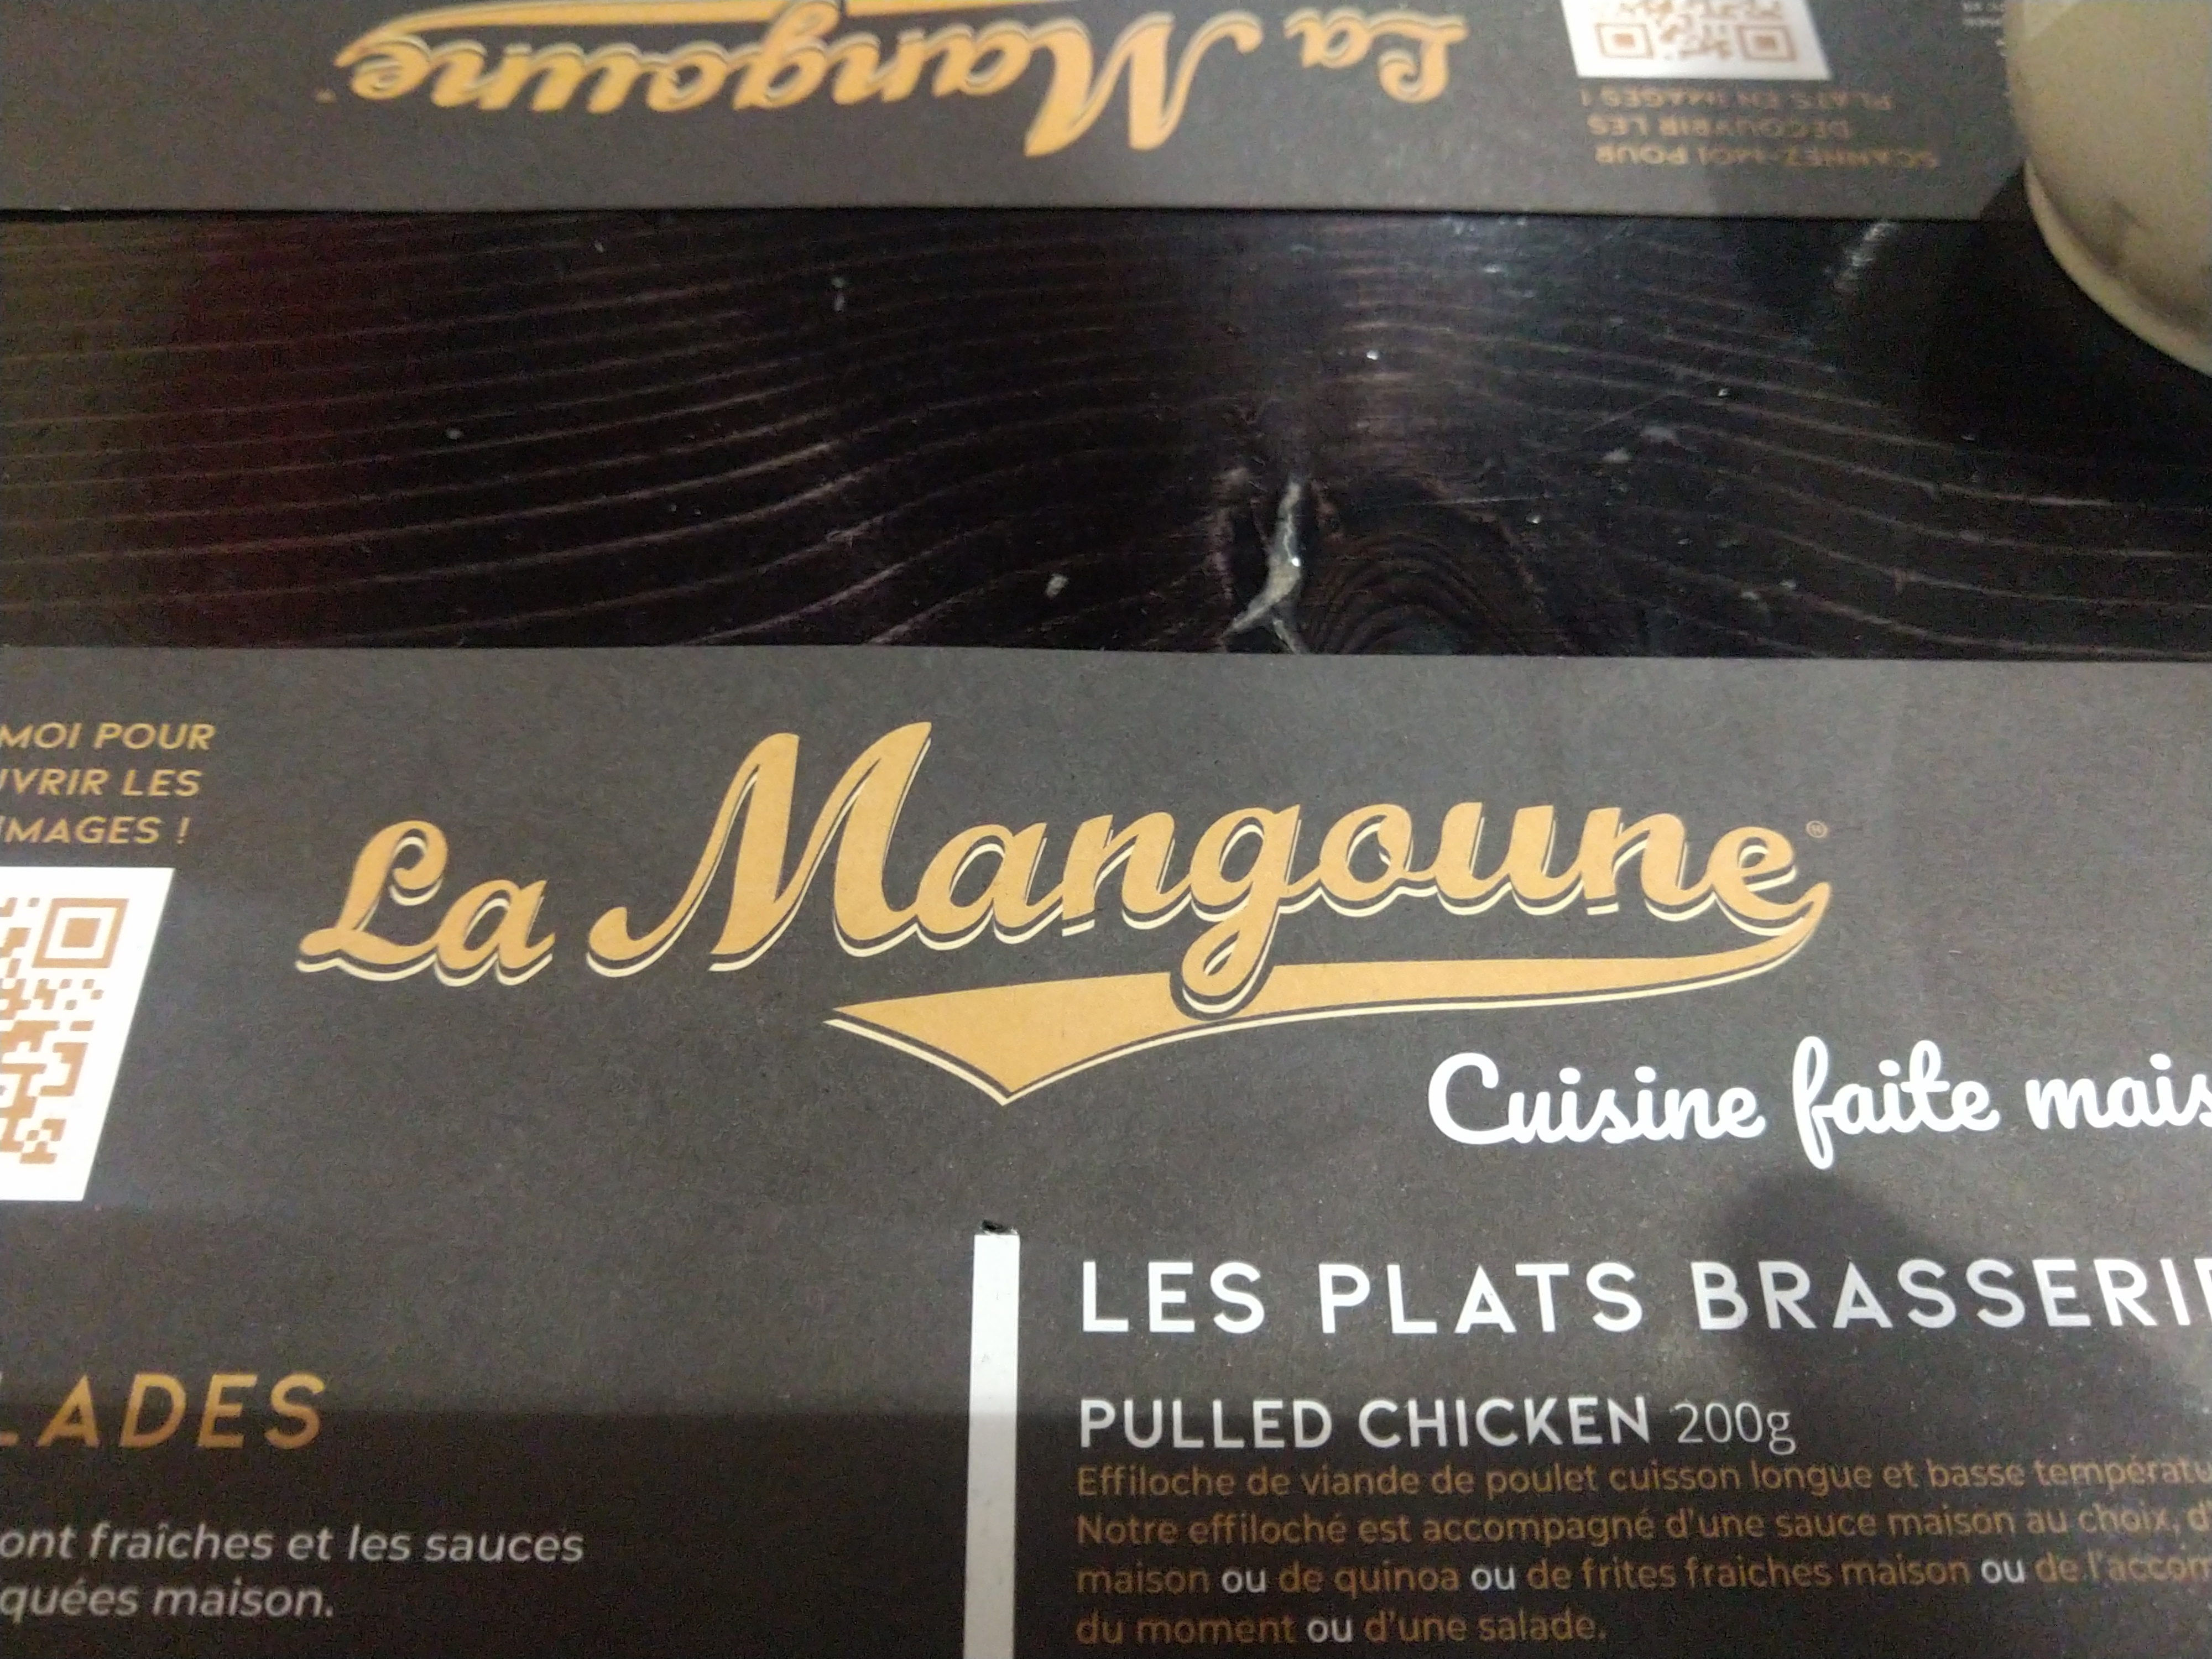 La Mangoune
PLATS EN IMAGES !
DÉCOUVRIR LES
SCANNEZ-MOI POUR
MOI POUR
UVRIR LES
IMAGES !
La Mangoune®
Cuisine faite mais
LES PLATS BRASSERIE
LADES
PULLED CHICKEN 200g
Effiloche de viande de poulet cuisson longue et basse températu
Notre effiloché est accompagné d'une sauce maison au choix, d
maison ou de quinoa ou de frites fraiches maison ou de l'accom
du moment ou d'une salade.
ont fraîches et les sauces
quées maison.